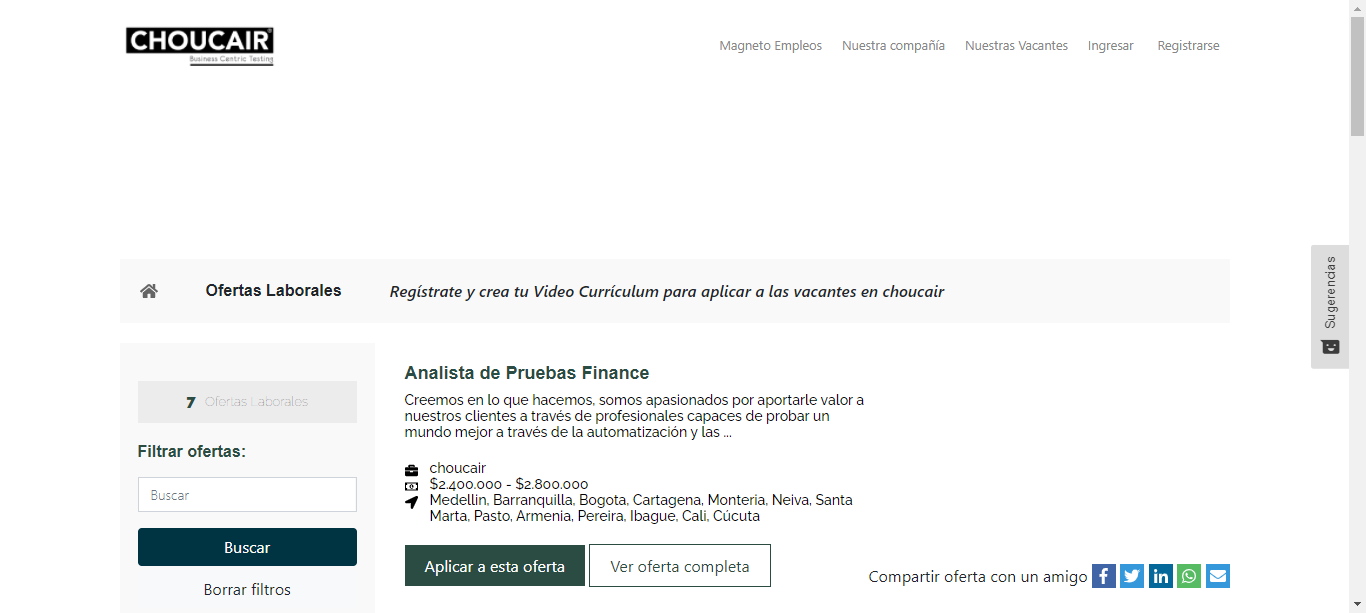 CHOUCAIR
Business Centric Testing
Magneto Empleos Nuestra compañía Nuestras Vacantes Ingresar Registrarse
Ofertas Laborales Regístrate y crea tu Video Currículum para aplicar a las vacantes en choucair
Sugerencias
7 Ofertas Laborales
Filtrar ofertas:
Buscar
Buscar
Borrar filtros
Analista de Pruebas Finance
Creemos en lo que hacemos, somos apasionados por aportarle valor a
nuestros clientes a través de profesionales capaces de probar un
mundo mejor a través de la automatización y las ...
choucair
$2.400.000 - $2.800.000
Medellin, Barranquilla, Bogota, Cartagena, Monteria, Neiva, Santa
Marta, Pasto, Armenia, Pereira, Ibague, Cali, Cúcuta
Aplicar a esta oferta Ver oferta completa
Compartir oferta con un amigo